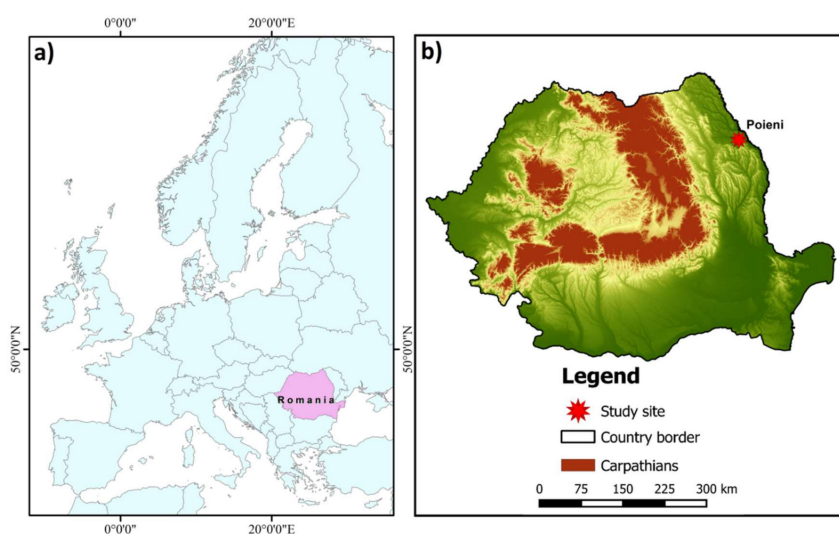 0°0'0"
20°0'0"E
a)
50°0'0"N
Romania
0°0'0"
20°0'0"E
50°0'0"N
b)
Poieni
Legend
Study site
Country border
Carpathians
0 75 150 225 300 km